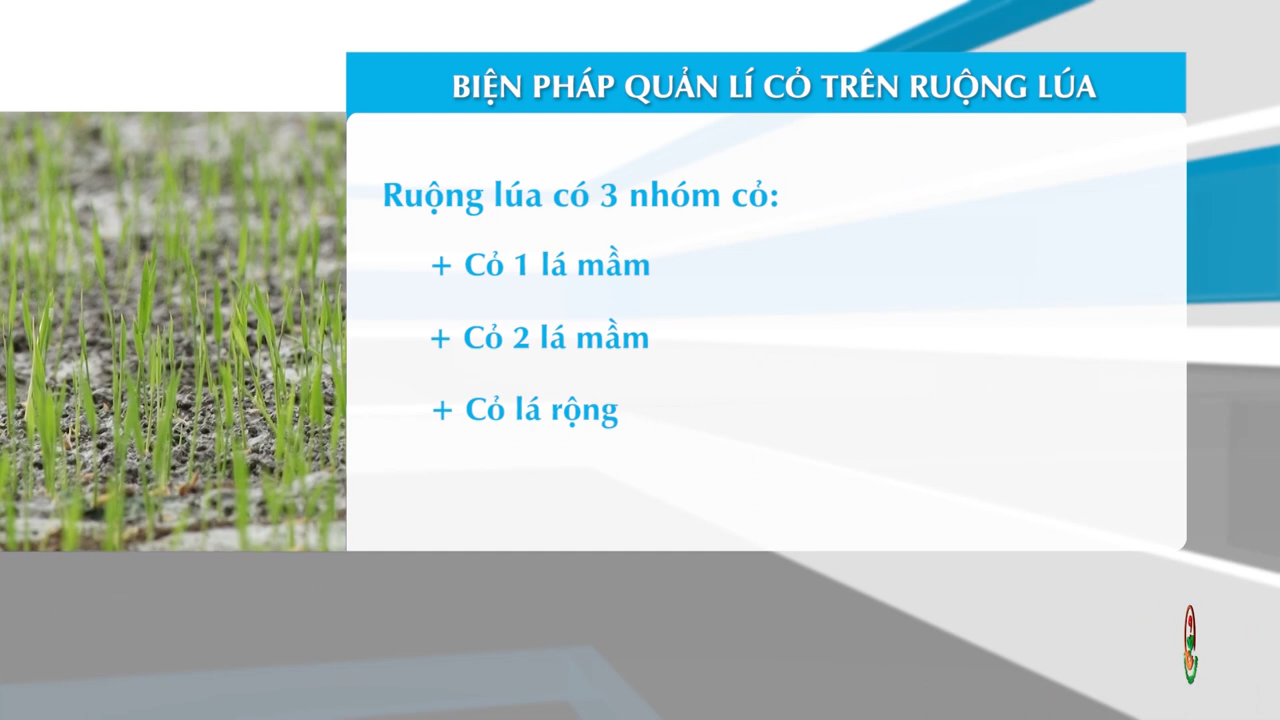 BIỆN PHÁP QUẢN LÍ CỎ TRÊN RUỘNG LÚA
Ruộng lúa có 3 nhóm cỏ:
+ Cỏ 1 lá mầm
+ Cỏ 2 lá mầm
+ Cỏ lá rộng